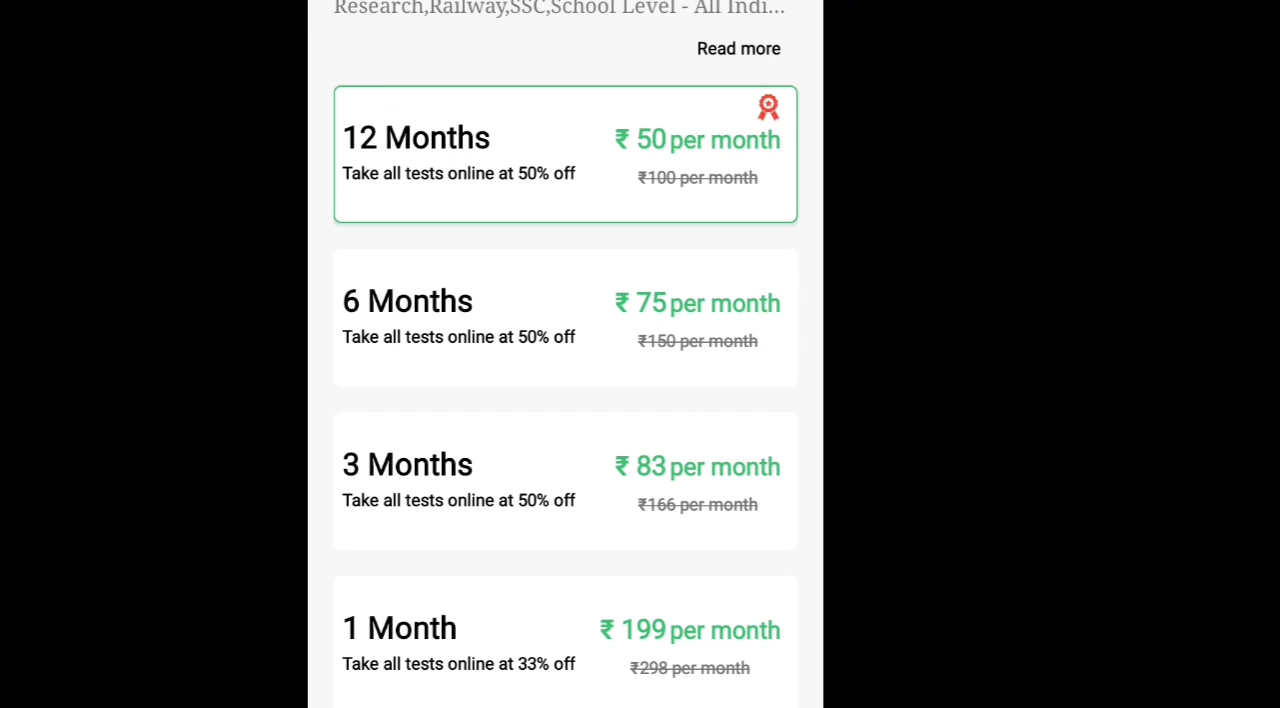 Research,Railway,SSC,School Level - All Indi...
Read more
12 Months
₹ 50 per month
Take all tests online at 50% off
₹100 per month
6 Months
₹ 75 per month
Take all tests online at 50% off
₹150 per month
3 Months
₹ 83 per month
Take all tests online at 50% off
₹166 per month
1 Month
₹ 199 per month
Take all tests online at 33% off
₹298 per month